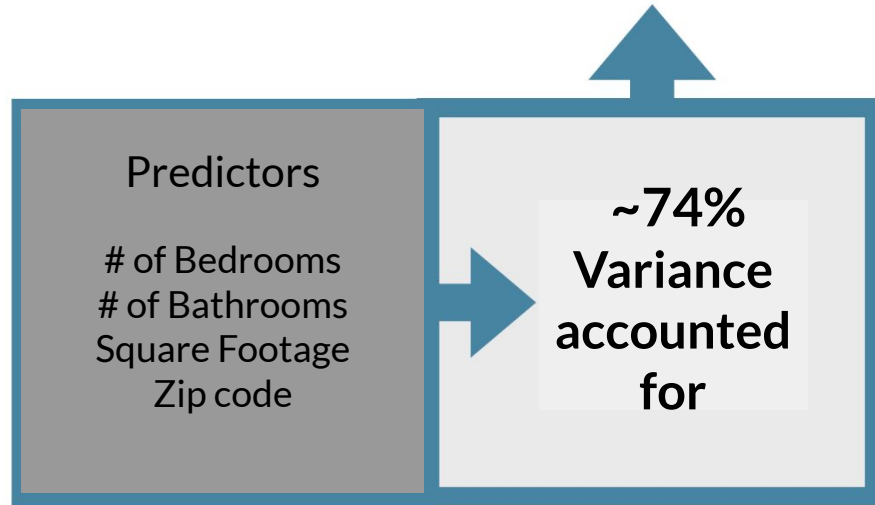 Predictors
# of Bedrooms
# of Bathrooms
Square Footage
Zip code
~74%
Variance
accounted
for